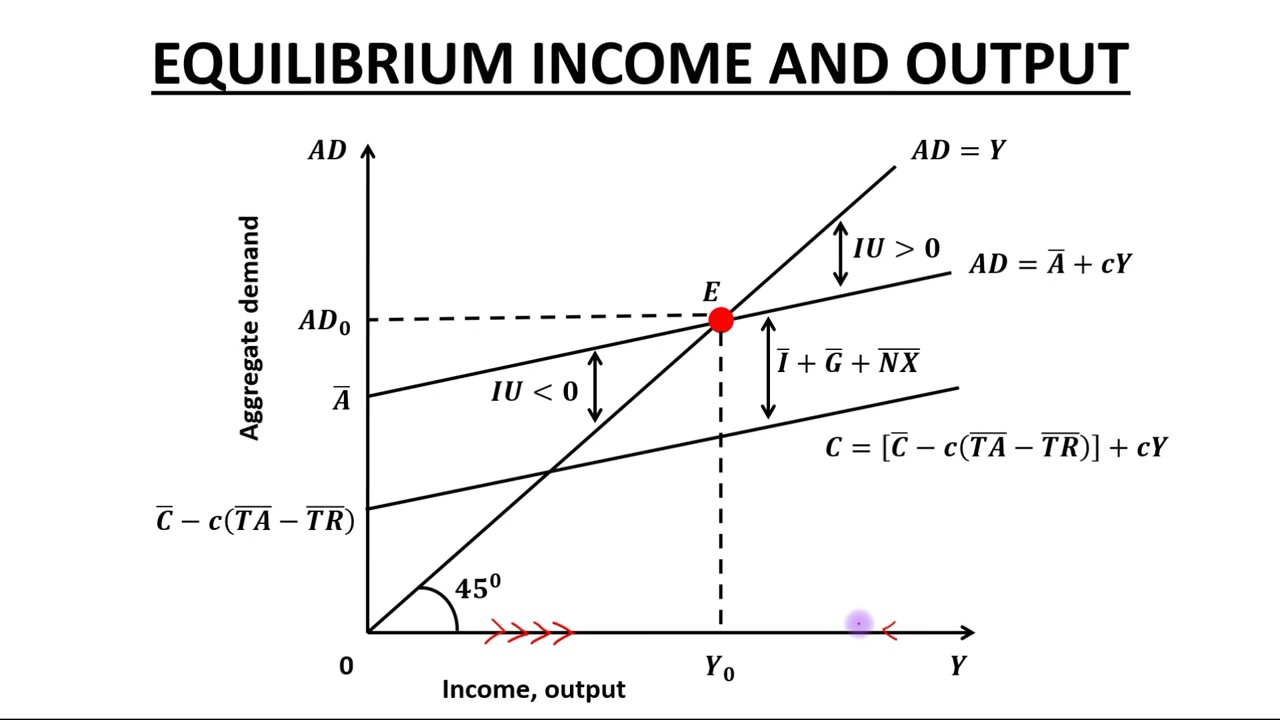 EQUILIBRIUM INCOME AND OUTPUT
AD
AD = Y
Aggregate demand
IU > 0
AD = A̅ + cY
E
AD₀
I̅ + G̅ + N̅X̅
IU < 0
A̅
C = [C̅ − c(T̅A̅ − T̅R̅)] + cY
C̅ − c(T̅A̅ − T̅R̅)
45⁰
0
Y₀
Y
Income, output